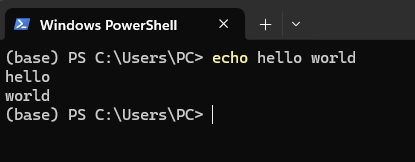 Windows PowerShell
(base) PS C:\Users\PC> echo hello world
hello
world
(base) PS C:\Users\PC>